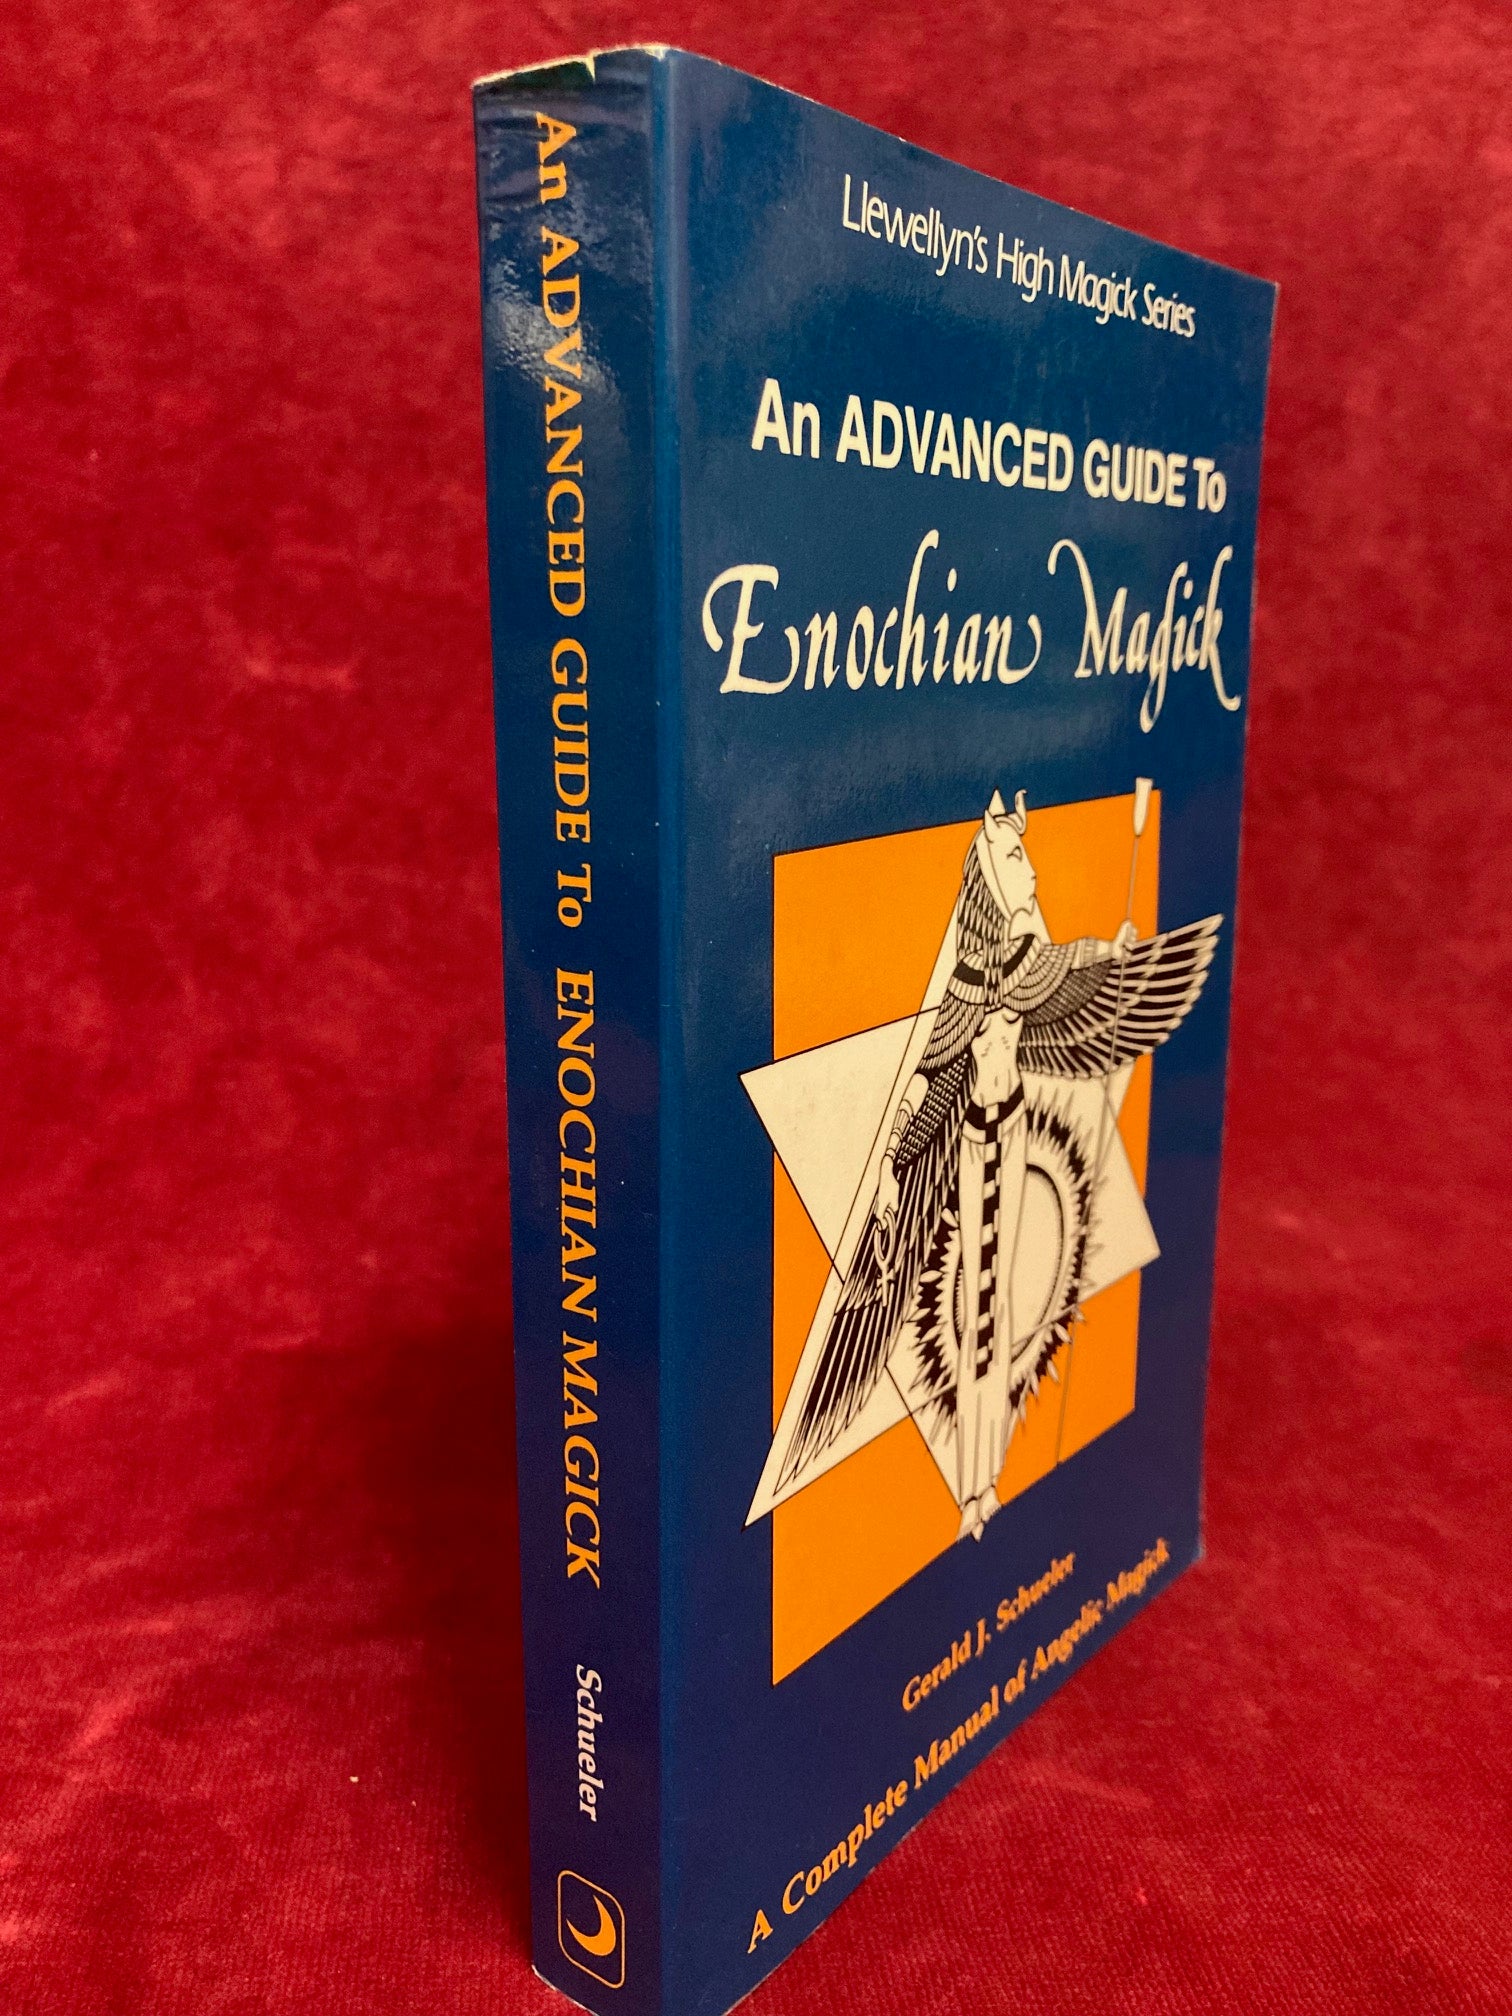 An ADVANCED GUIDE To ENOCHIAN MAGICK Schueler
Llewellyn's High Magick Series
An ADVANCED GUIDE To
Enochian Magick
Gerald J. Schueler
A Complete Manual of Angelic Magick